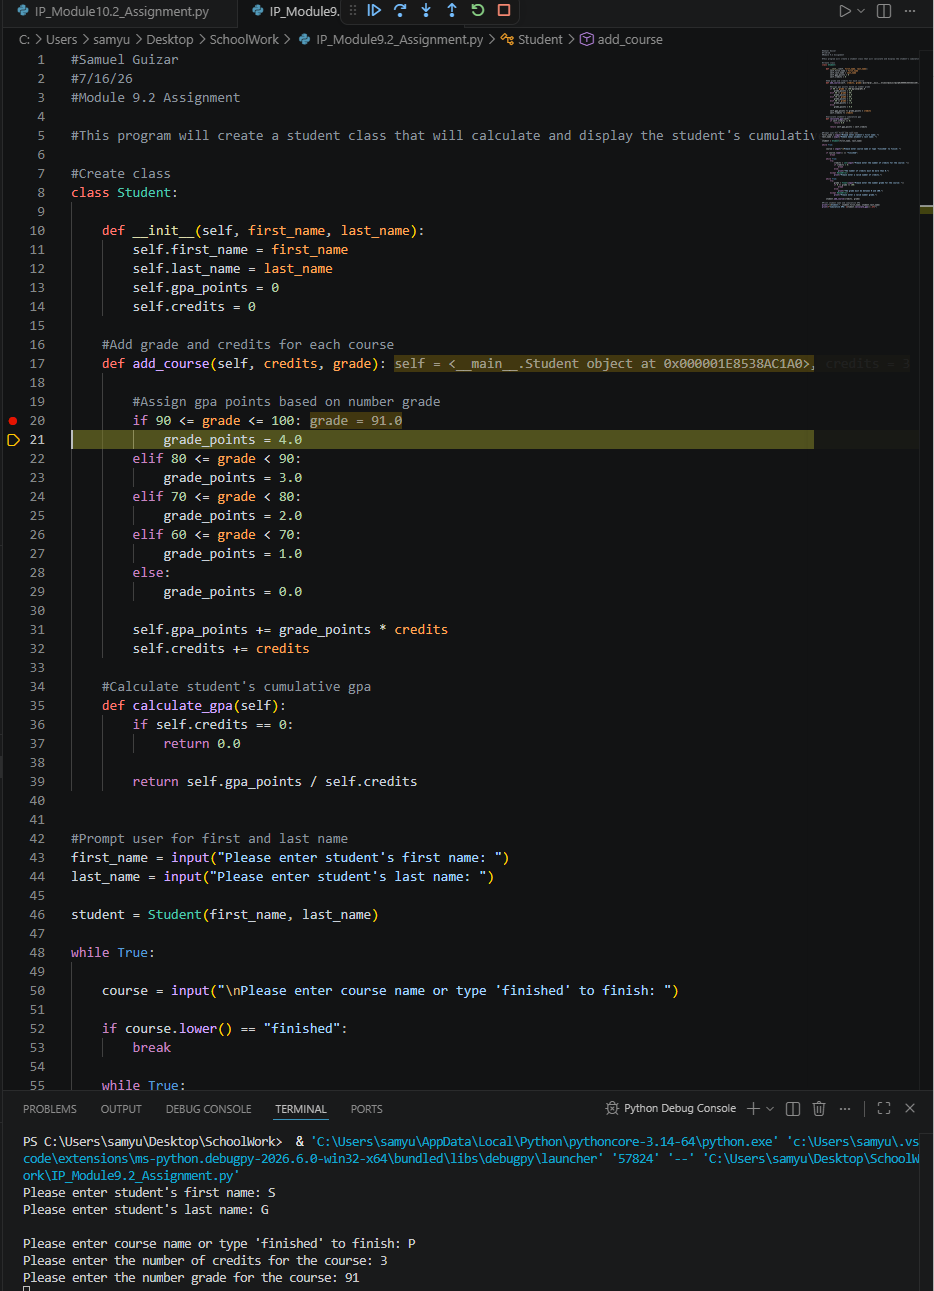 IP_Module10.2_Assignment.py
IP_Module9.
C: > Users > samyu > Desktop > SchoolWork > IP_Module9.2_Assignment.py > Student > add_course
1 #Samuel Guizar
2 #7/16/26
3 #Module 9.2 Assignment
4
5 #This program will create a student class that will calculate and display the student's cumulati
6
7 #Create class
8 class Student:
9
10 def __init__(self, first_name, last_name):
11 self.first_name = first_name
12 self.last_name = last_name
13 self.gpa_points = 0
14 self.credits = 0
15
16 #Add grade and credits for each course
17 def add_course(self, credits, grade): self = <__main__.Student object at 0x000001E8538AC1A0>, credits = 3
18
19 #Assign gpa points based on number grade
20 if 90 <= grade <= 100: grade = 91.0
21 grade_points = 4.0
22 elif 80 <= grade < 90:
23 grade_points = 3.0
24 elif 70 <= grade < 80:
25 grade_points = 2.0
26 elif 60 <= grade < 70:
27 grade_points = 1.0
28 else:
29 grade_points = 0.0
30
31 self.gpa_points += grade_points * credits
32 self.credits += credits
33
34 #Calculate student's cumulative gpa
35 def calculate_gpa(self):
36 if self.credits == 0:
37 return 0.0
38
39 return self.gpa_points / self.credits
40
41
42 #Prompt user for first and last name
43 first_name = input("Please enter student's first name: ")
44 last_name = input("Please enter student's last name: ")
45
46 student = Student(first_name, last_name)
47
48 while True:
49
50 course = input("\nPlease enter course name or type 'finished' to finish: ")
51
52 if course.lower() == "finished":
53 break
54
55 while True:
PROBLEMS OUTPUT DEBUG CONSOLE TERMINAL PORTS Python Debug Console
PS C:\Users\samyu\Desktop\SchoolWork> & 'C:\Users\samyu\AppData\Local\Python\pythoncore-3.14-64\python.exe' 'c:\Users\samyu\.vs
code\extensions\ms-python.debugpy-2026.6.0-win32-x64\bundled\libs\debugpy\launcher' '57824' '--' 'C:\Users\samyu\Desktop\SchoolW
ork\IP_Module9.2_Assignment.py'
Please enter student's first name: S
Please enter student's last name: G
Please enter course name or type 'finished' to finish: P
Please enter the number of credits for the course: 3
Please enter the number grade for the course: 91